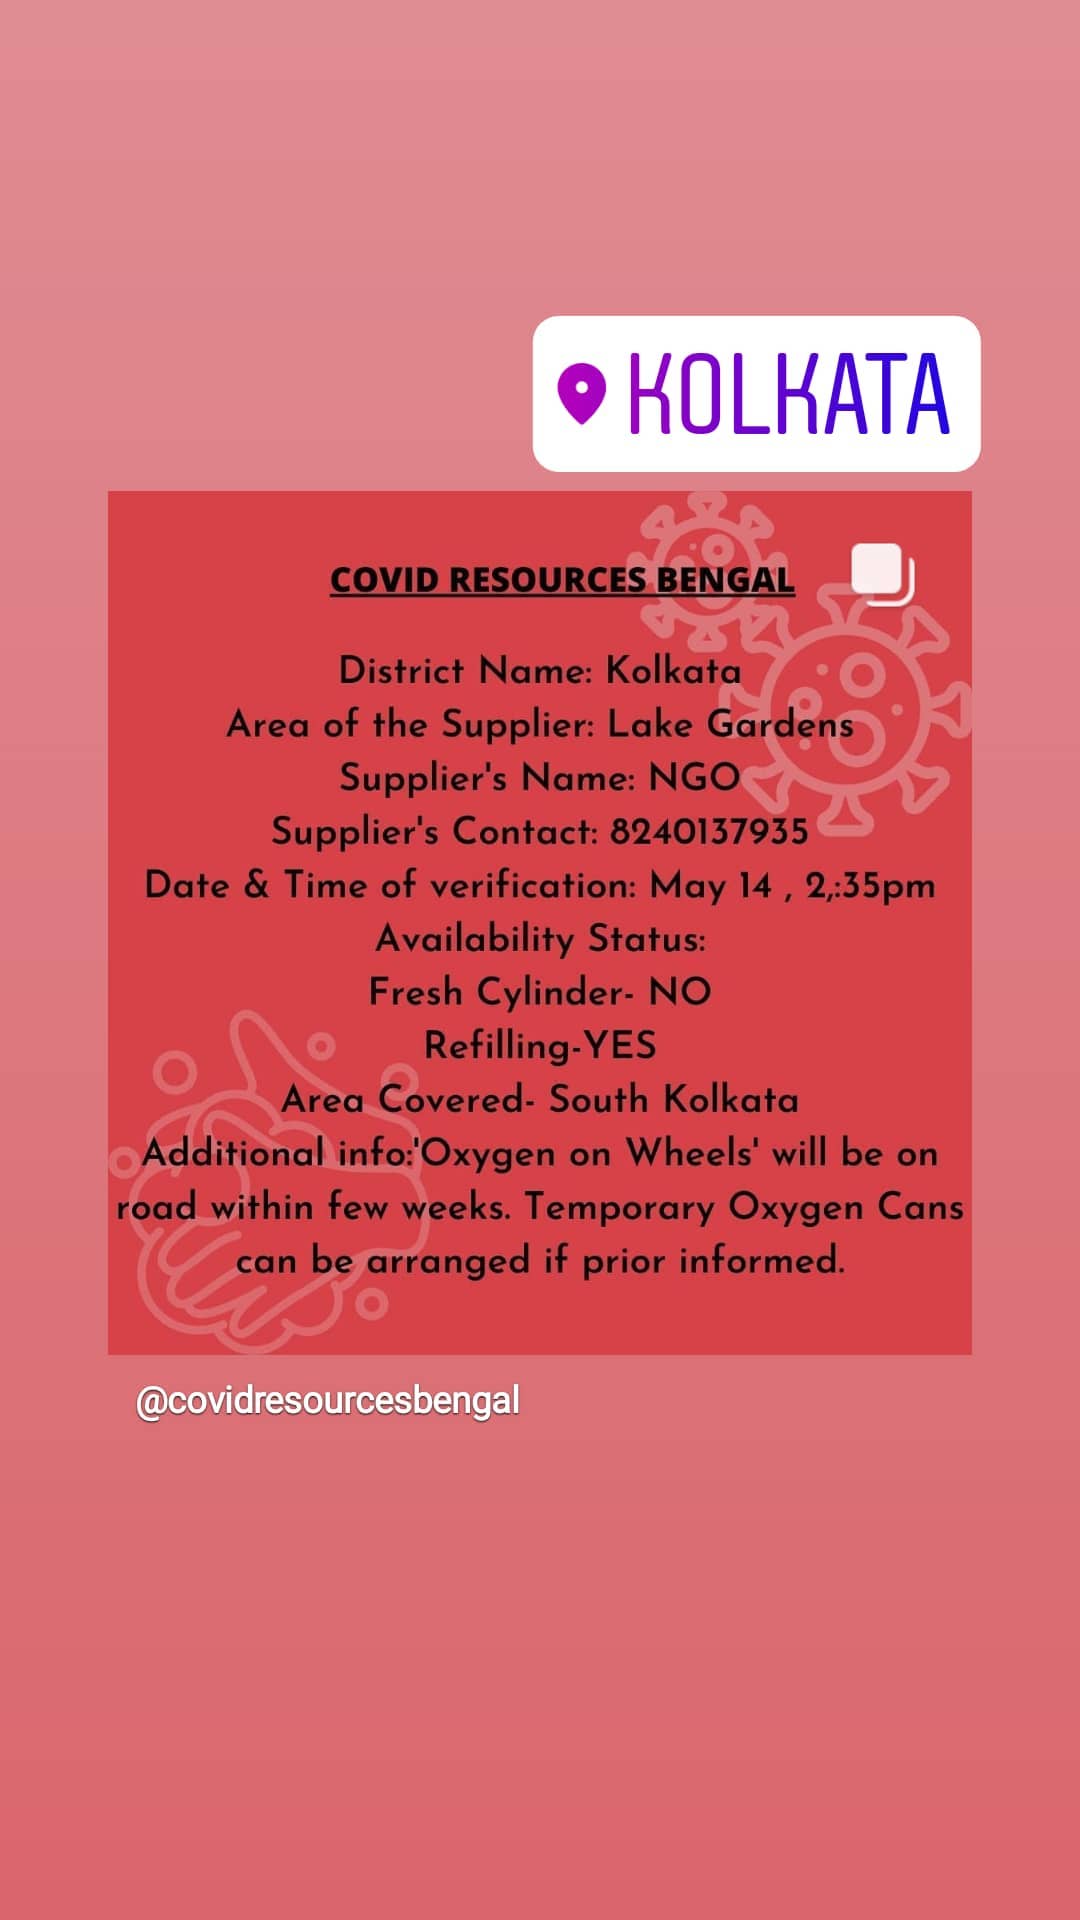 KOLKATA
COVID RESOURCES BENGAL
District Name: Kolkata
Area of the Supplier: Lake Gardens
Supplier's Name: NGO
Supplier's Contact: 8240137935
Date & Time of verification: May 14 , 2,:35pm
Availability Status:
Fresh Cylinder- NO
Refilling-YES
Area Covered- South Kolkata
Additional info:'Oxygen on Wheels' will be on
road within few weeks. Temporary Oxygen Cans
can be arranged if prior informed.
@covidresourcesbengal